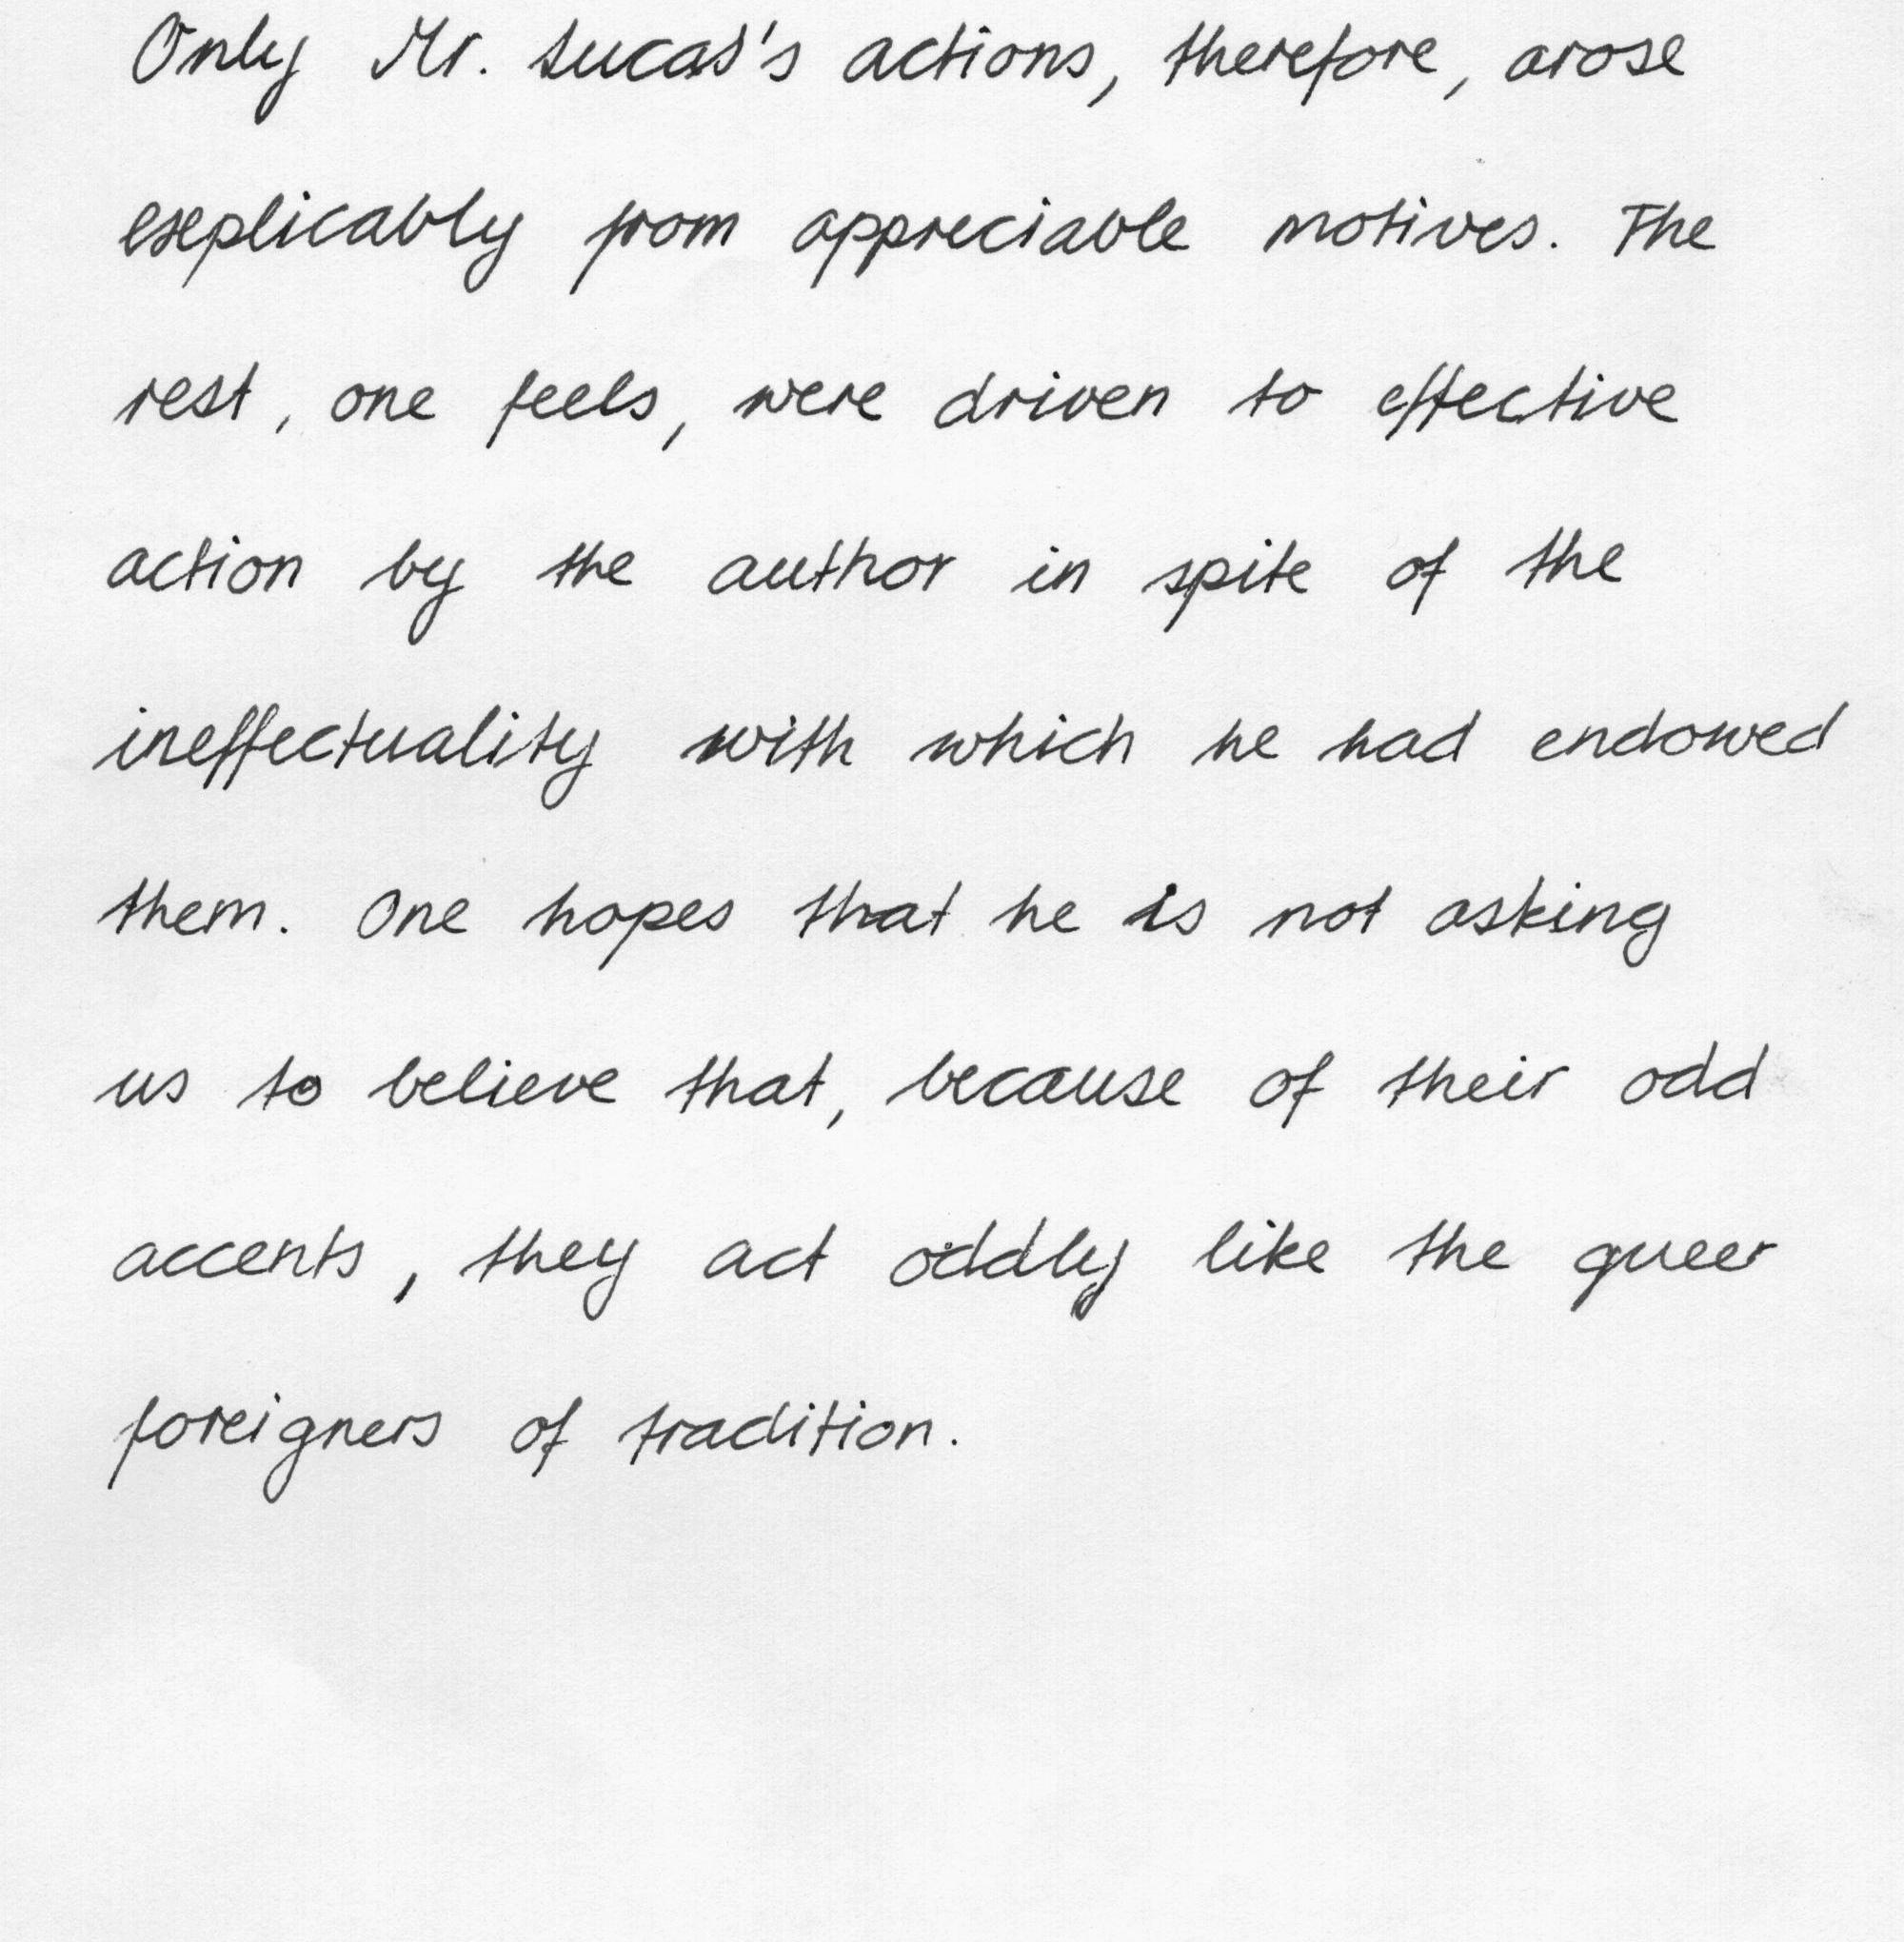 Only Mr. Lucas's actions, therefore, arose
explicably from appreciable motives. The
rest, one feels, were driven to effective
action by the author in spite of the
ineffectuality with which he had endowed
them. One hopes that he is not asking
us to believe that, because of their odd
accents, they act oddly like the queer
foreigners of tradition.